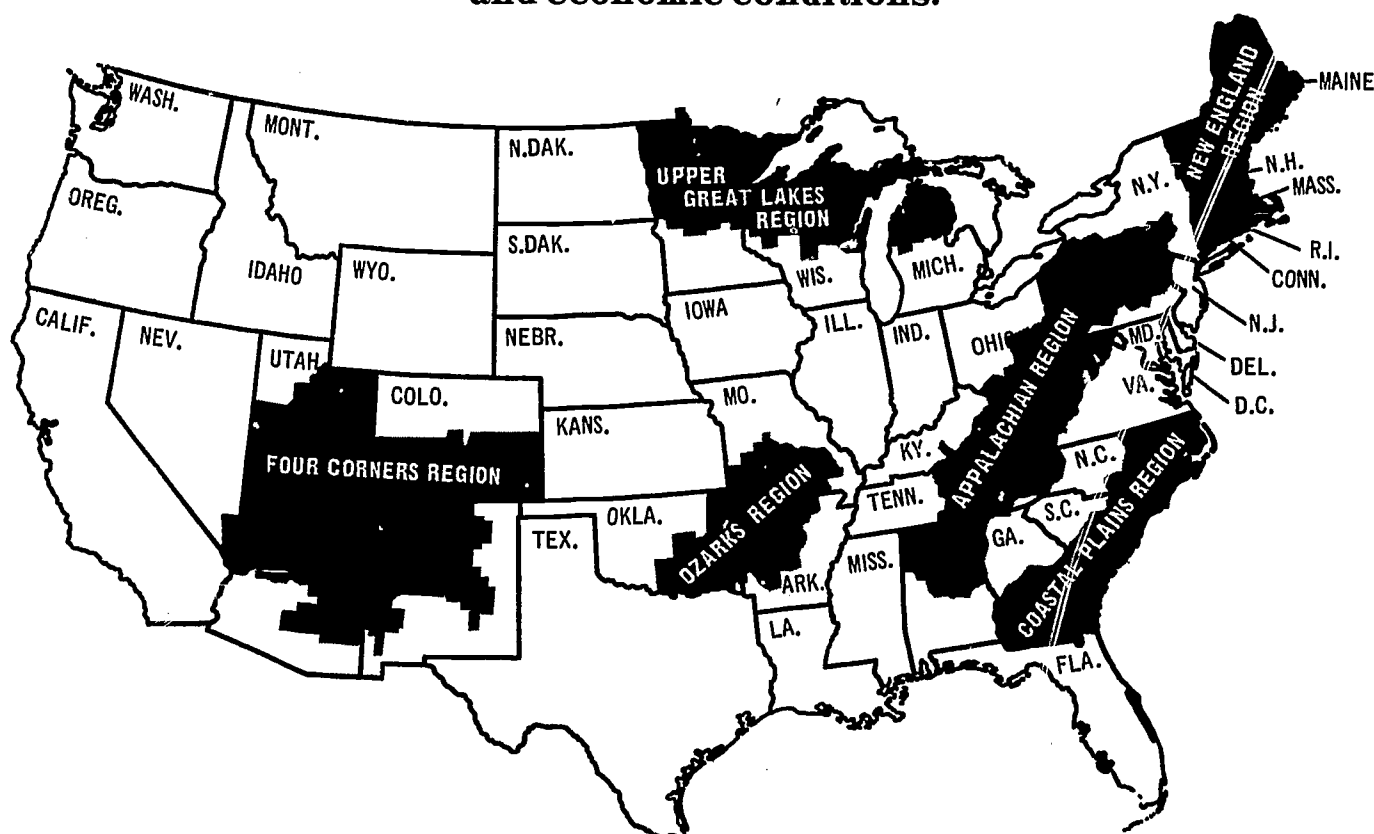 and economic conditions.
WASH.
MONT.
N.DAK.
OREG.
IDAHO
WYO.
S.DAK.
NEBR.
CALIF.
NEV.
UTAH
COLO.
KANS.
FOUR CORNERS REGION
UPPER
GREAT LAKES
REGION
WIS.
MICH.
IOWA
ILL.
IND.
OHIO
MO.
KY.
TENN.
OKLA.
TEX.
OZARKS REGION
ARK.
LA.
MISS.
GA.
S.C.
N.C.
FLA.
APPALACHIAN REGION
COASTAL PLAINS REGION
VA.
MD.
N.Y.
NEW ENGLAND
REGION
MAINE
N.H.
MASS.
R.I.
CONN.
N.J.
DEL.
D.C.